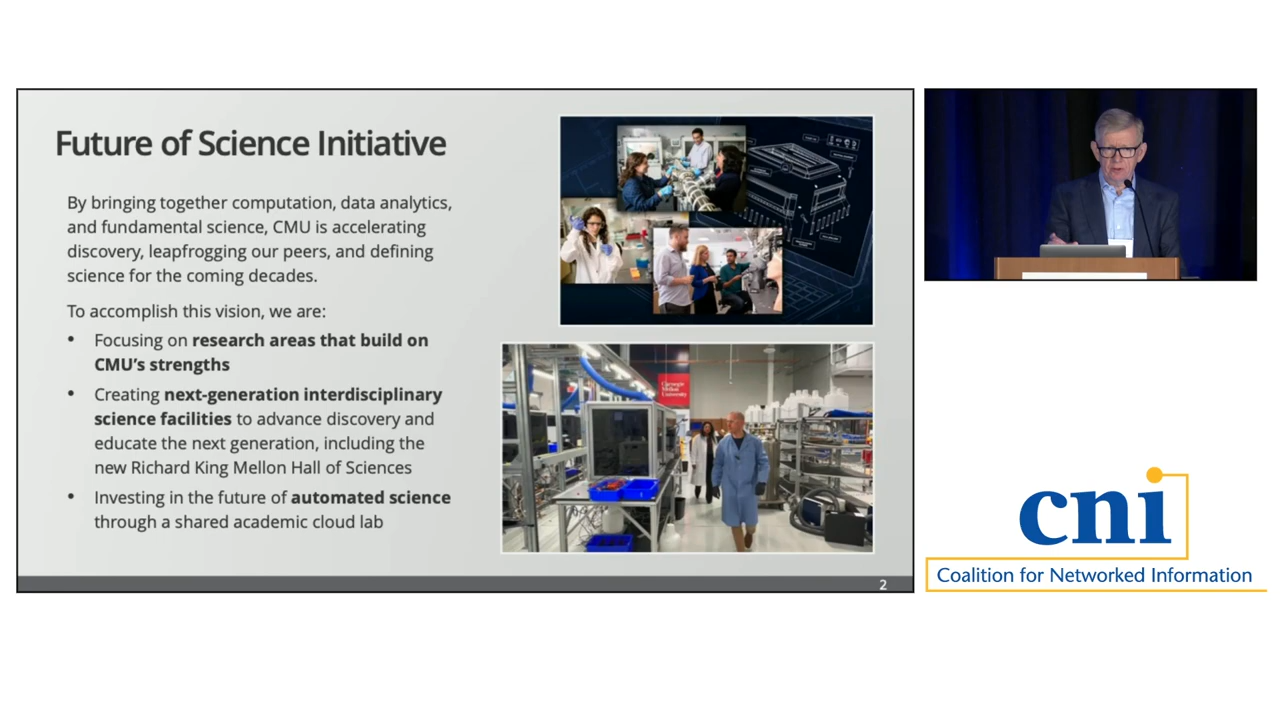 Future of Science Initiative
By bringing together computation, data analytics,
and fundamental science, CMU is accelerating
discovery, leapfrogging our peers, and defining
science for the coming decades.
To accomplish this vision, we are:
• Focusing on research areas that build on
CMU’s strengths
• Creating next-generation interdisciplinary
science facilities to advance discovery and
educate the next generation, including the
new Richard King Mellon Hall of Sciences
• Investing in the future of automated science
through a shared academic cloud lab
Carnegie
Mellon
University
2
cni
Coalition for Networked Information